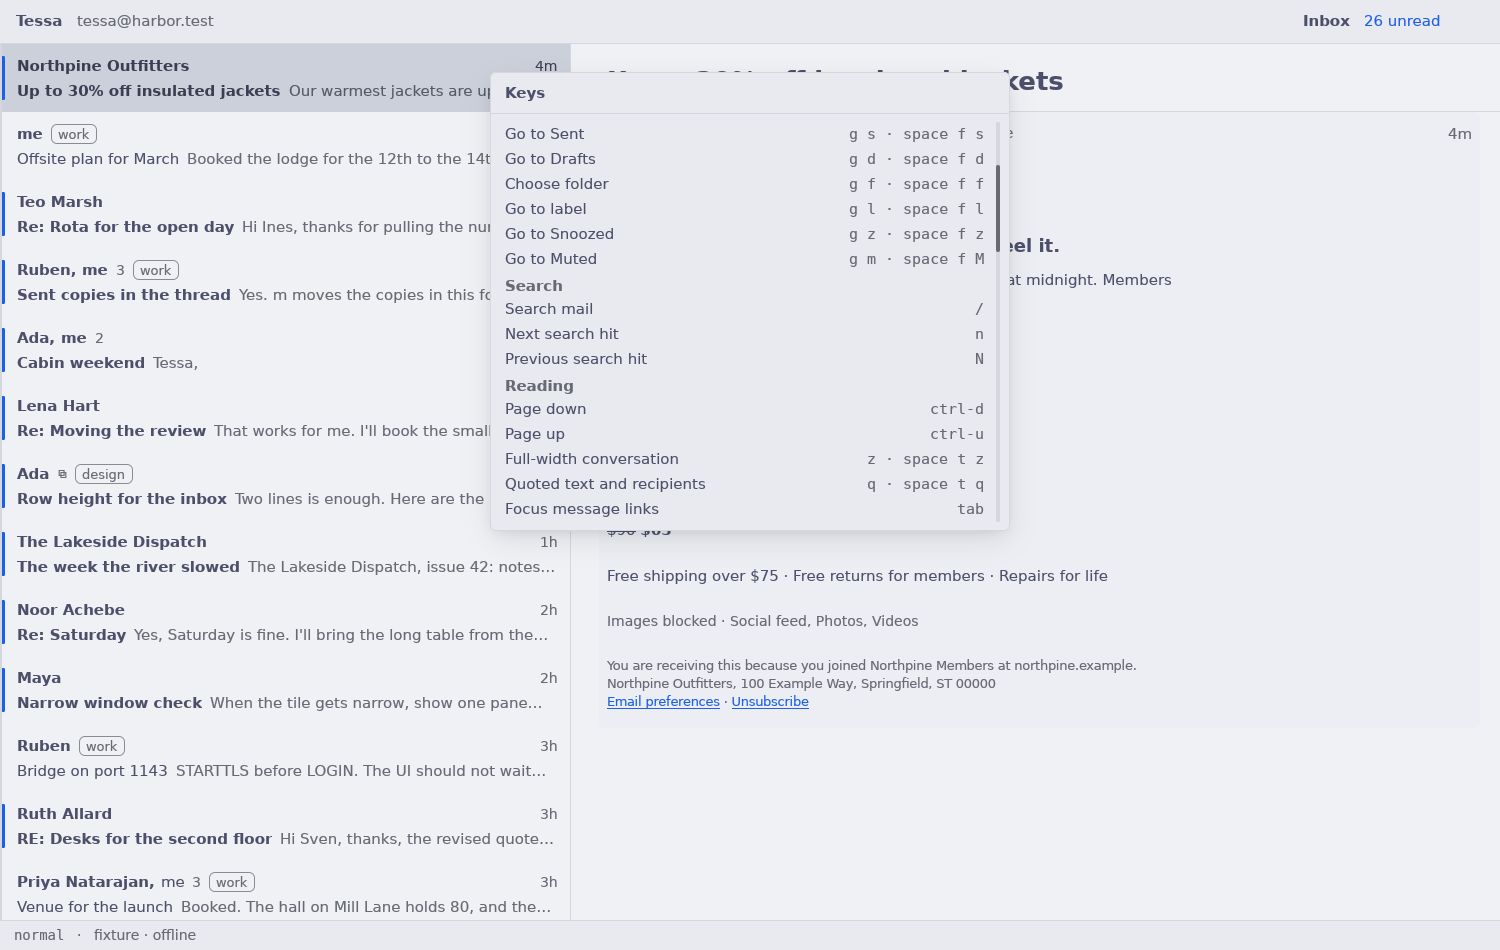 Tessa tessa@harbor.test
Inbox 26 unread
Northpine Outfitters 4m
Up to 30% off insulated jackets Our warmest jackets are
me work
Offsite plan for March Booked the lodge for the 12th to the
Teo Marsh
Re: Rota for the open day Hi Ines, thanks for pulling the
Ruben, me 3 work
Sent copies in the thread Yes. m moves the copies in this
Ada, me 2
Cabin weekend Tessa,
Lena Hart
Re: Moving the review That works for me. I'll book the
Ada design
Row height for the inbox Two lines is enough. Here are the
The Lakeside Dispatch 1h
The week the river slowed The Lakeside Dispatch, issue 42: notes…
Noor Achebe 2h
Re: Saturday Yes, Saturday is fine. I'll bring the long table from the…
Maya 2h
Narrow window check When the tile gets narrow, show one pane…
Ruben work 3h
Bridge on port 1143 STARTTLS before LOGIN. The UI should not wait…
Ruth Allard 3h
RE: Desks for the second floor Hi Sven, thanks, the revised quote…
Priya Natarajan, me 3 work 3h
Venue for the launch Booked. The hall on Mill Lane holds 80, and the…
Keys
Go to Sent g s · space f s
Go to Drafts g d · space f d
Choose folder g f · space f f
Go to label g l · space f l
Go to Snoozed g z · space f z
Go to Muted g m · space f M
Search
Search mail /
Next search hit n
Previous search hit N
Reading
Page down ctrl-d
Page up ctrl-u
Full-width conversation z · space t z
Quoted text and recipients q · space t q
Focus message links tab
4m
it.
at midnight. Members
Free shipping over $75 · Free returns for members · Repairs for life
Images blocked · Social feed, Photos, Videos
You are receiving this because you joined Northpine Members at northpine.example.
Northpine Outfitters, 100 Example Way, Springfield, ST 00000
Email preferences · Unsubscribe
normal · fixture · offline